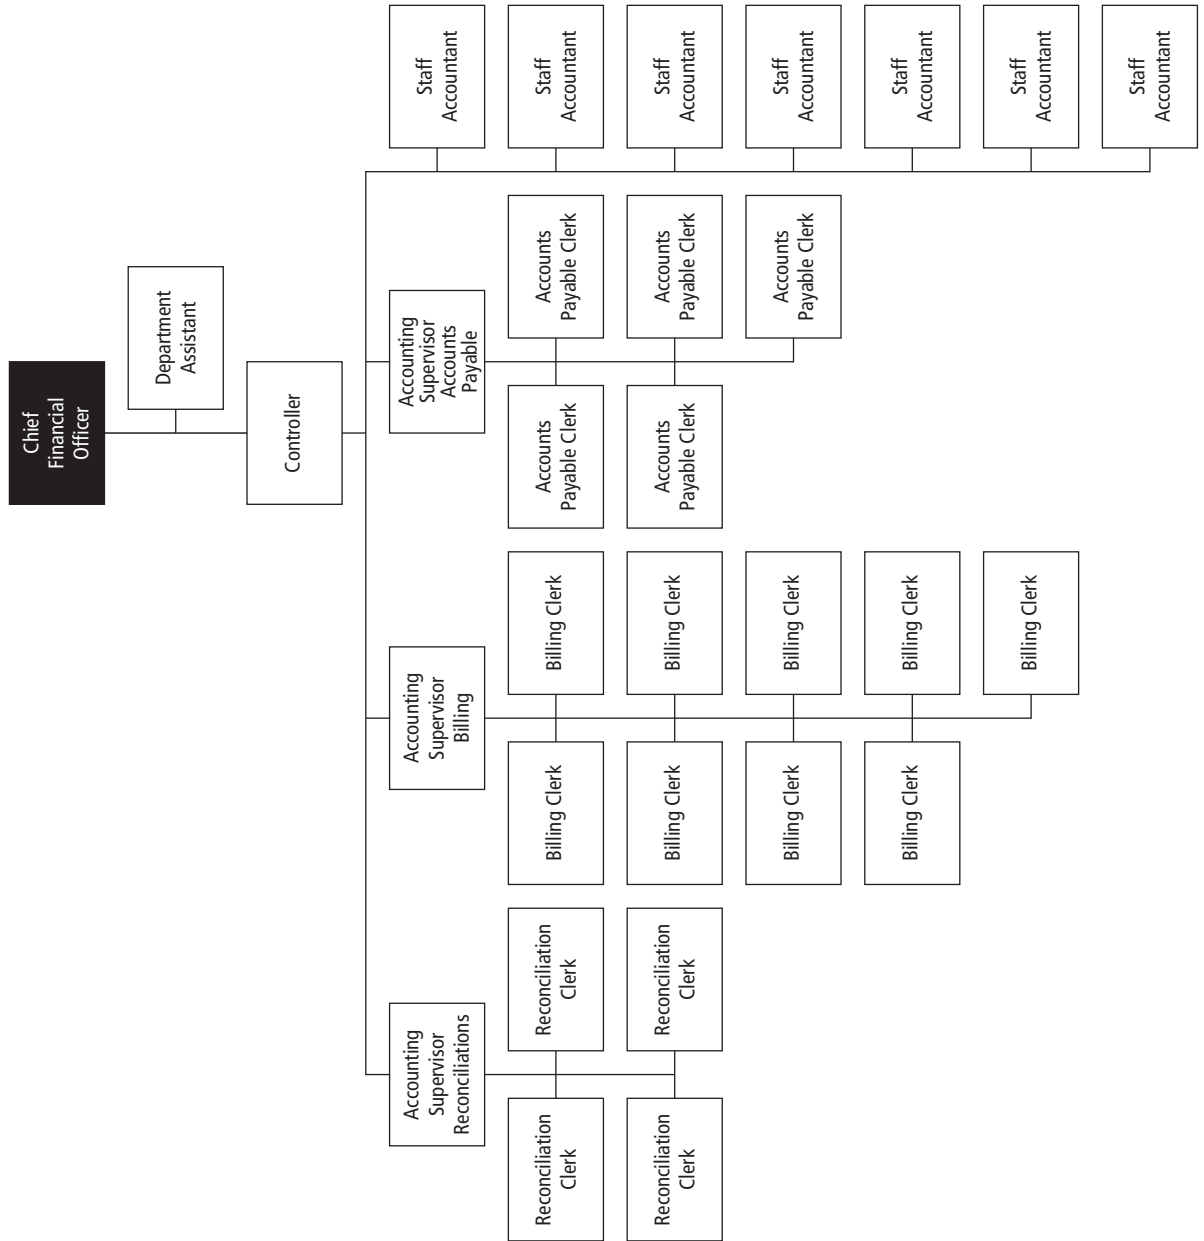 Chief
Financial
Officer
Department
Assistant
Controller
Accounting
Supervisor
Reconciliations
Accounting
Supervisor
Billing
Accounting
Supervisor
Accounts
Payable
Staff
Accountant
Reconciliation
Clerk
Reconciliation
Clerk
Billing Clerk
Billing Clerk
Accounts
Payable Clerk
Accounts
Payable Clerk
Staff
Accountant
Reconciliation
Clerk
Reconciliation
Clerk
Billing Clerk
Billing Clerk
Accounts
Payable Clerk
Accounts
Payable Clerk
Staff
Accountant
Billing Clerk
Billing Clerk
Accounts
Payable Clerk
Staff
Accountant
Billing Clerk
Billing Clerk
Staff
Accountant
Billing Clerk
Staff
Accountant
Staff
Accountant